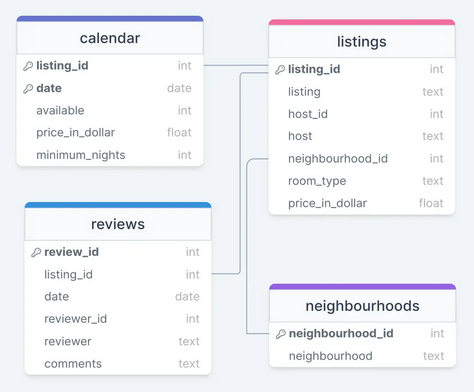 calendar
listing_id int
date date
available int
price_in_dollar float
minimum_nights int
listings
listing_id int
listing text
host_id int
host text
neighbourhood_id int
room_type text
price_in_dollar float
reviews
review_id int
listing_id int
date date
reviewer_id int
reviewer text
comments text
neighbourhoods
neighbourhood_id int
neighbourhood text